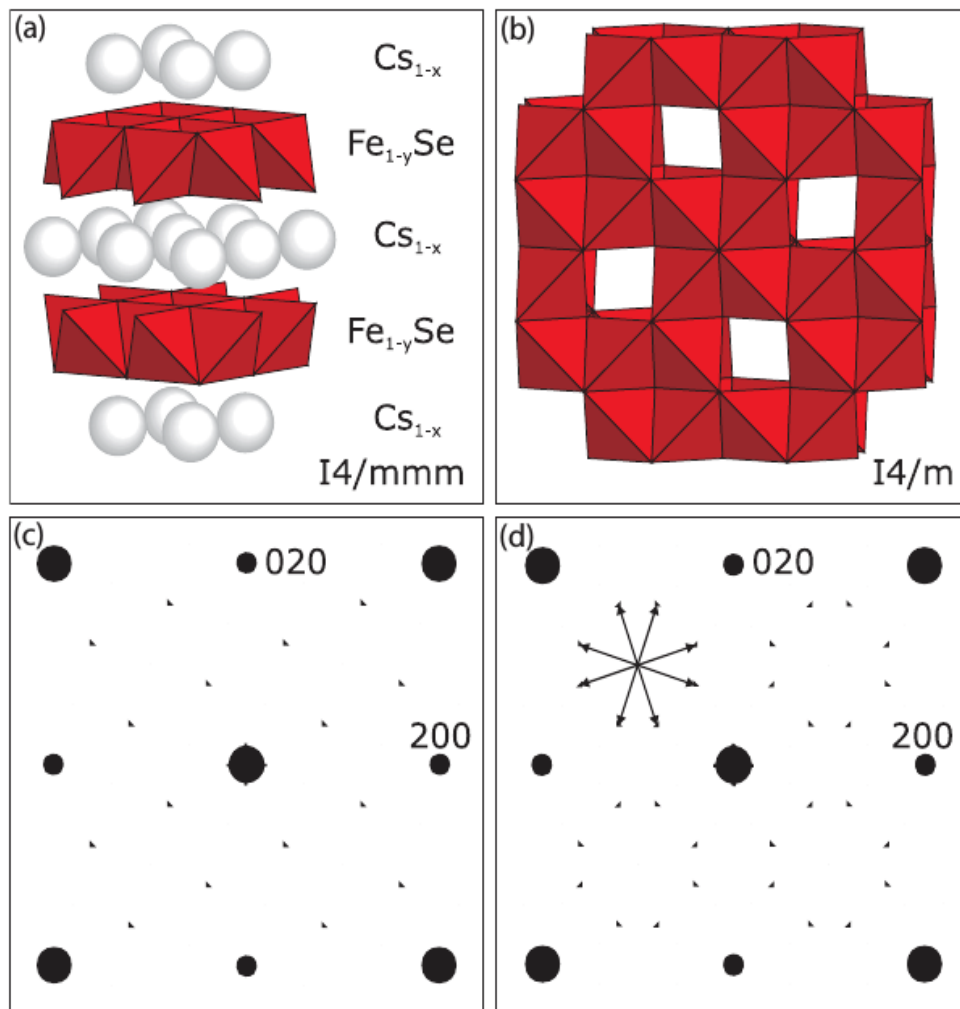 (a)
Cs1-x
Fe1-ySe
Cs1-x
Fe1-ySe
Cs1-x
I4/mmm
(b)
I4/m
(c)
020
200
(d)
020
200